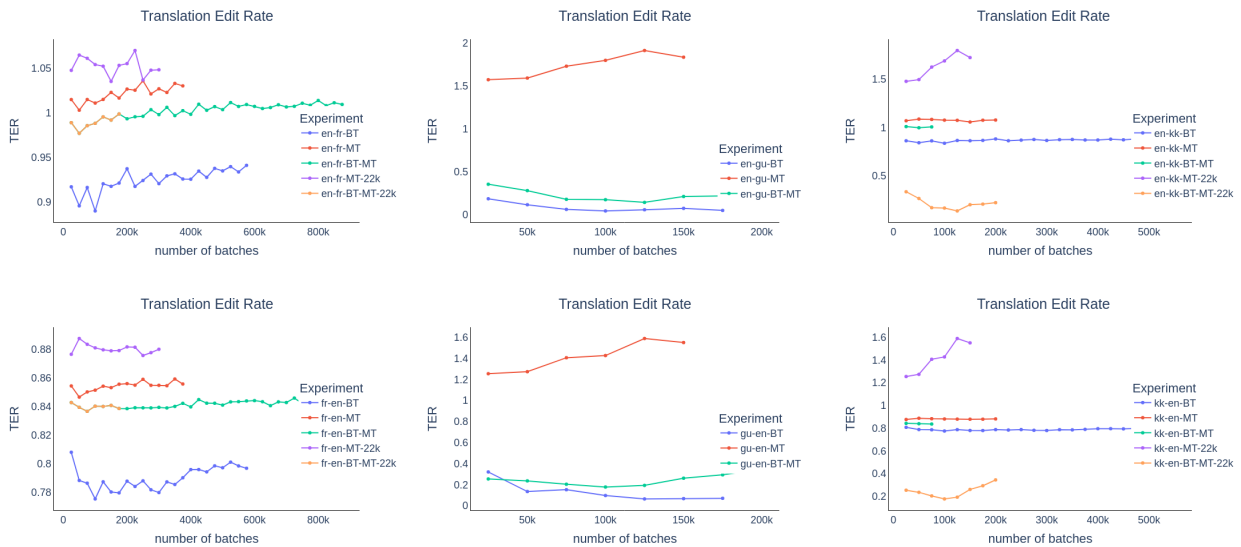 Translation Edit Rate
1.05
1
0.95
0.9
TER
0
200k
400k
600k
800k
number of batches
Experiment
en-fr-BT
en-fr-MT
en-fr-BT-MT
en-fr-MT-22k
en-fr-BT-MT-22k
Translation Edit Rate
2
1.5
1
0.5
0
TER
50k
100k
150k
200k
number of batches
Experiment
en-gu-BT
en-gu-MT
en-gu-BT-MT
Translation Edit Rate
1.5
1
0.5
TER
0
100k
200k
300k
400k
500k
number of batches
Experiment
en-kk-BT
en-kk-MT
en-kk-BT-MT
en-kk-MT-22k
en-kk-BT-MT-22k
Translation Edit Rate
0.88
0.86
0.84
0.82
0.8
0.78
TER
0
200k
400k
600k
800k
number of batches
Experiment
fr-en-BT
fr-en-MT
fr-en-BT-MT
fr-en-MT-22k
fr-en-BT-MT-22k
Translation Edit Rate
1.6
1.4
1.2
1
0.8
0.6
0.4
0.2
0
TER
50k
100k
150k
200k
number of batches
Experiment
gu-en-BT
gu-en-MT
gu-en-BT-MT
Translation Edit Rate
1.6
1.4
1.2
1
0.8
0.6
0.4
0.2
TER
0
100k
200k
300k
400k
500k
number of batches
Experiment
kk-en-BT
kk-en-MT
kk-en-BT-MT
kk-en-MT-22k
kk-en-BT-MT-22k